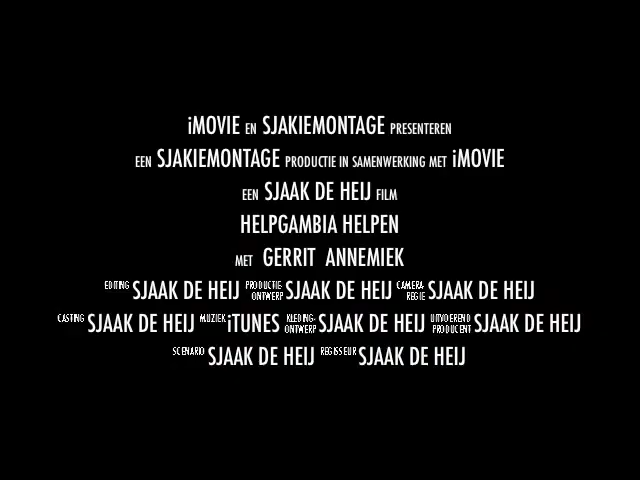 iMOVIE EN SJAKIEMONTAGE PRESENTEREN
EEN SJAKIEMONTAGE PRODUCTIE IN SAMENWERKING MET iMOVIE
EEN SJAAK DE HEIJ FILM
HELPGAMBIA HELPEN
MET GERRIT ANNEMIEK
EDITING SJAAK DE HEIJ PRODUCTIE-ONTWERP SJAAK DE HEIJ CAMERA-REGIE SJAAK DE HEIJ
CASTING SJAAK DE HEIJ MUZIEK iTUNES KLEDING-ONTWERP SJAAK DE HEIJ UITVOEREND PRODUCENT SJAAK DE HEIJ
SCENARIO SJAAK DE HEIJ REGISSEUR SJAAK DE HEIJ